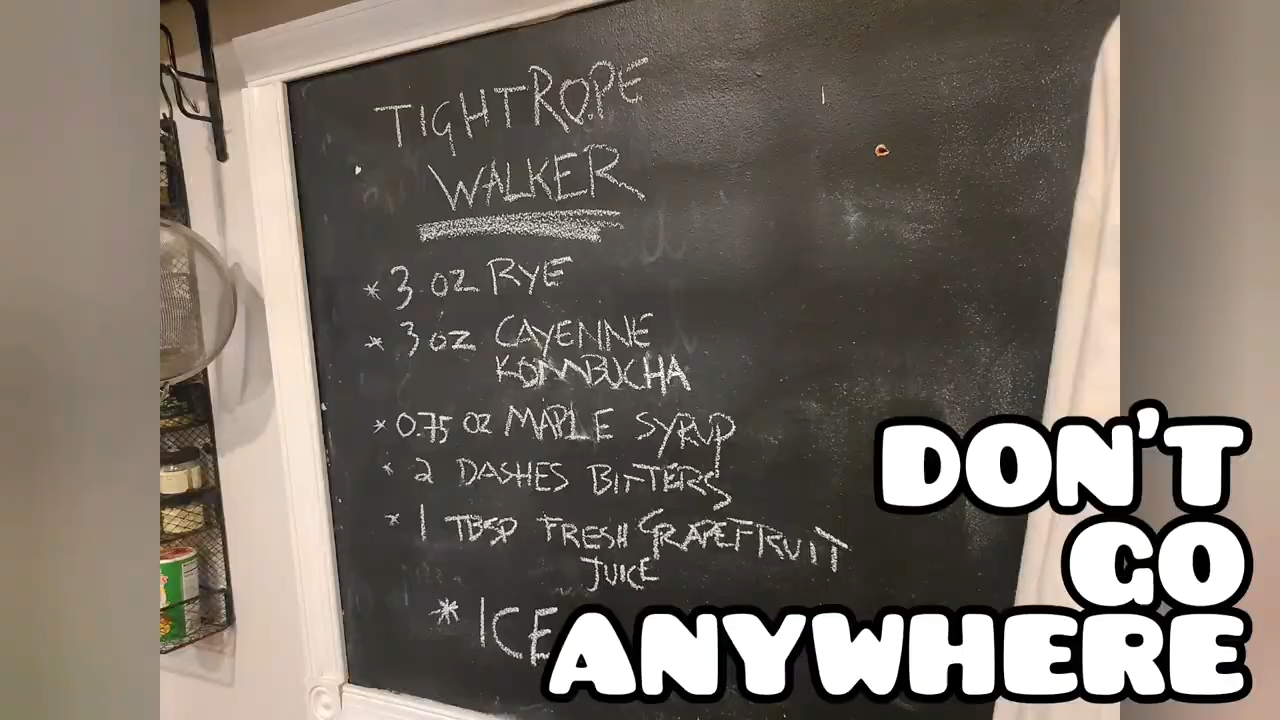 TIGHTROPE
WALKER
* 3 OZ RYE
* 3 OZ CAYENNE
KOMBUCHA
* 0.75 OZ MAPLE SYRUP
* 2 DASHES BITTERS
* 1 TBSP FRESH GRAPEFRUIT
JUICE
* ICE
DON'T
GO
ANYWHERE